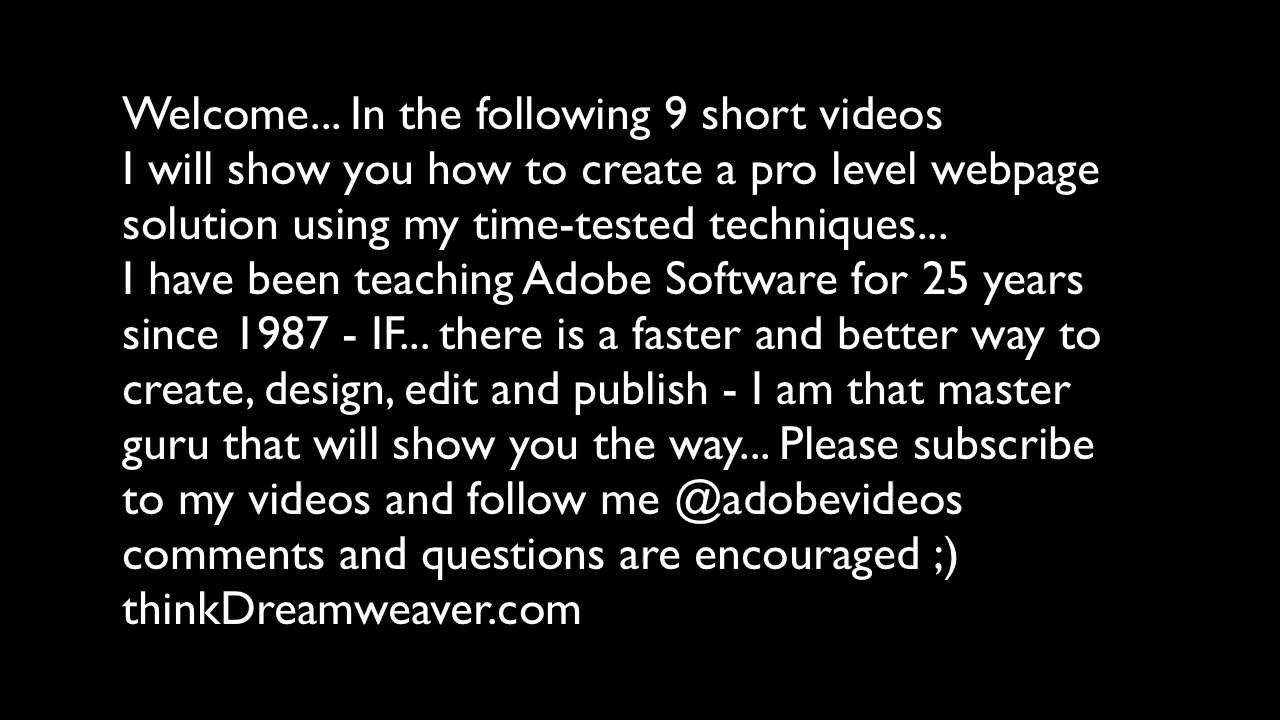 Welcome... In the following 9 short videos
I will show you how to create a pro level webpage
solution using my time-tested techniques...
I have been teaching Adobe Software for 25 years
since 1987 - IF... there is a faster and better way to
create, design, edit and publish - I am that master
guru that will show you the way... Please subscribe
to my videos and follow me @adobevideos
comments and questions are encouraged ;)
thinkDreamweaver.com